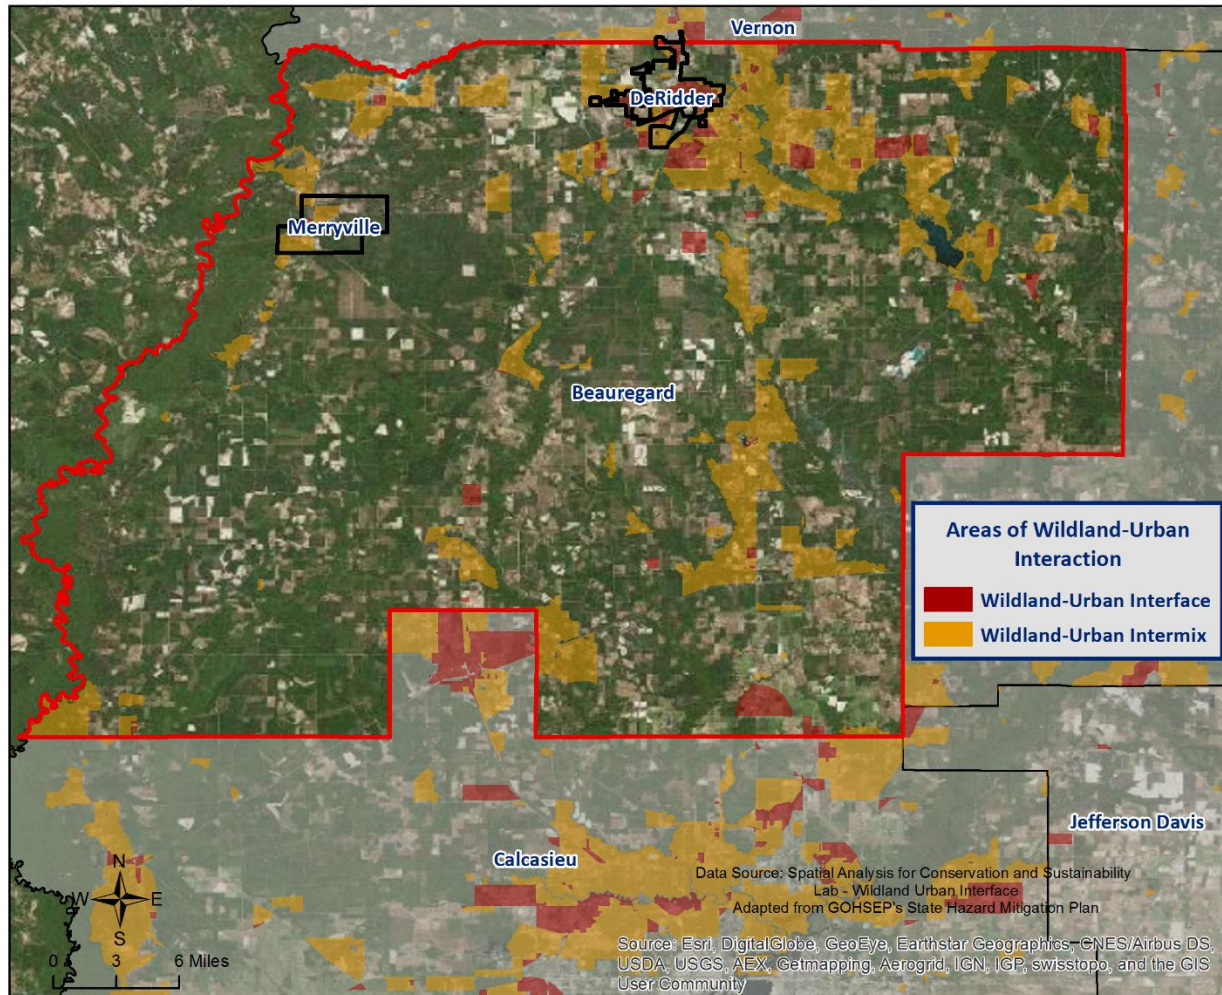 Vernon
DeRidder
Merryville
Beauregard
Areas of Wildland-Urban
Interaction
Wildland-Urban Interface
Wildland-Urban Intermix
Jefferson Davis
Calcasieu
Data Source: Spatial Analysis for Conservation and Sustainability
Lab - Wildland Urban Interface
Adapted from GOHSEP's State Hazard Mitigation Plan
N
W E
S
0 3 6 Miles
Source: Esri, DigitalGlobe, GeoEye, Earthstar Geographics, CNES/Airbus DS,
USDA, USGS, AEX, Getmapping, Aerogrid, IGN, IGP, swisstopo, and the GIS
User Community